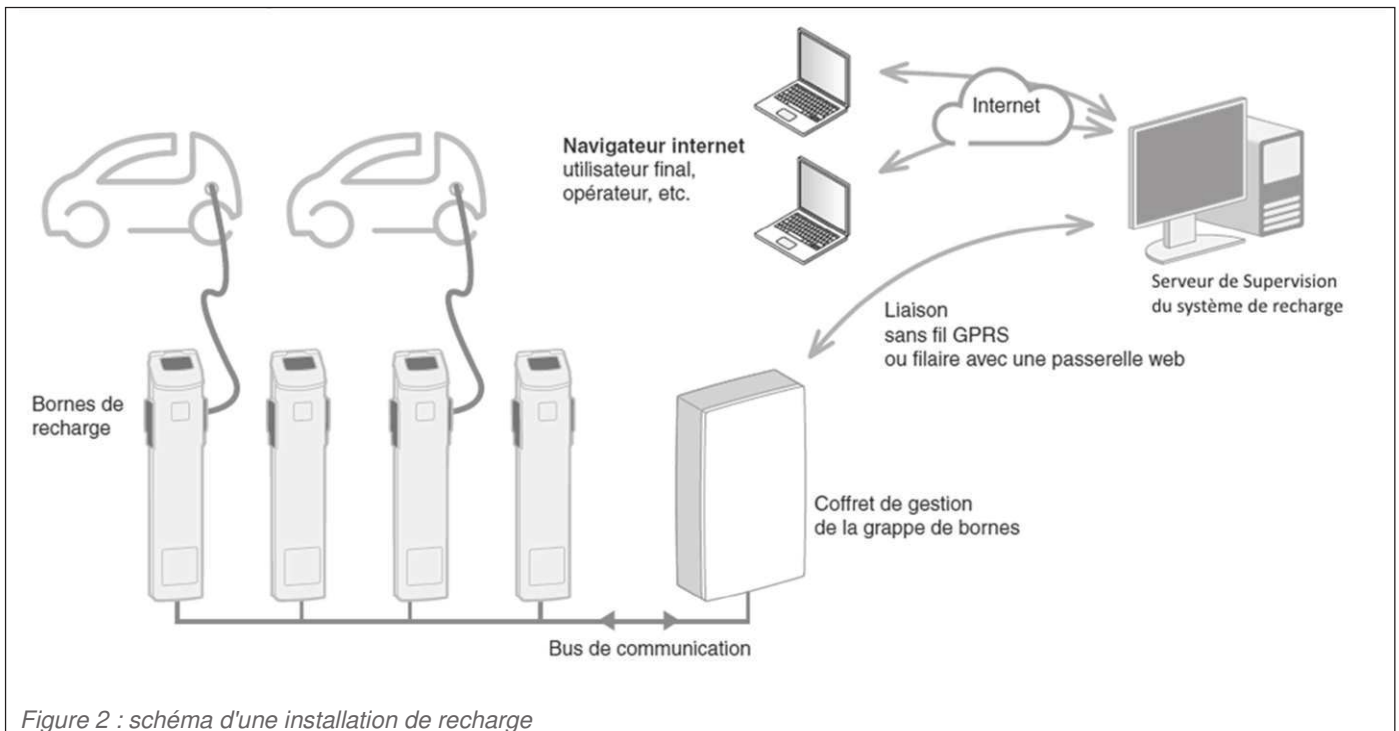 Internet
Navigateur internet
utilisateur final,
opérateur, etc.
Serveur de Supervision
du système de recharge
Liaison
sans fil GPRS
ou filaire avec une passerelle web
Bornes de
recharge
Coffret de gestion
de la grappe de bornes
Bus de communication
Figure 2 : schéma d'une installation de recharge